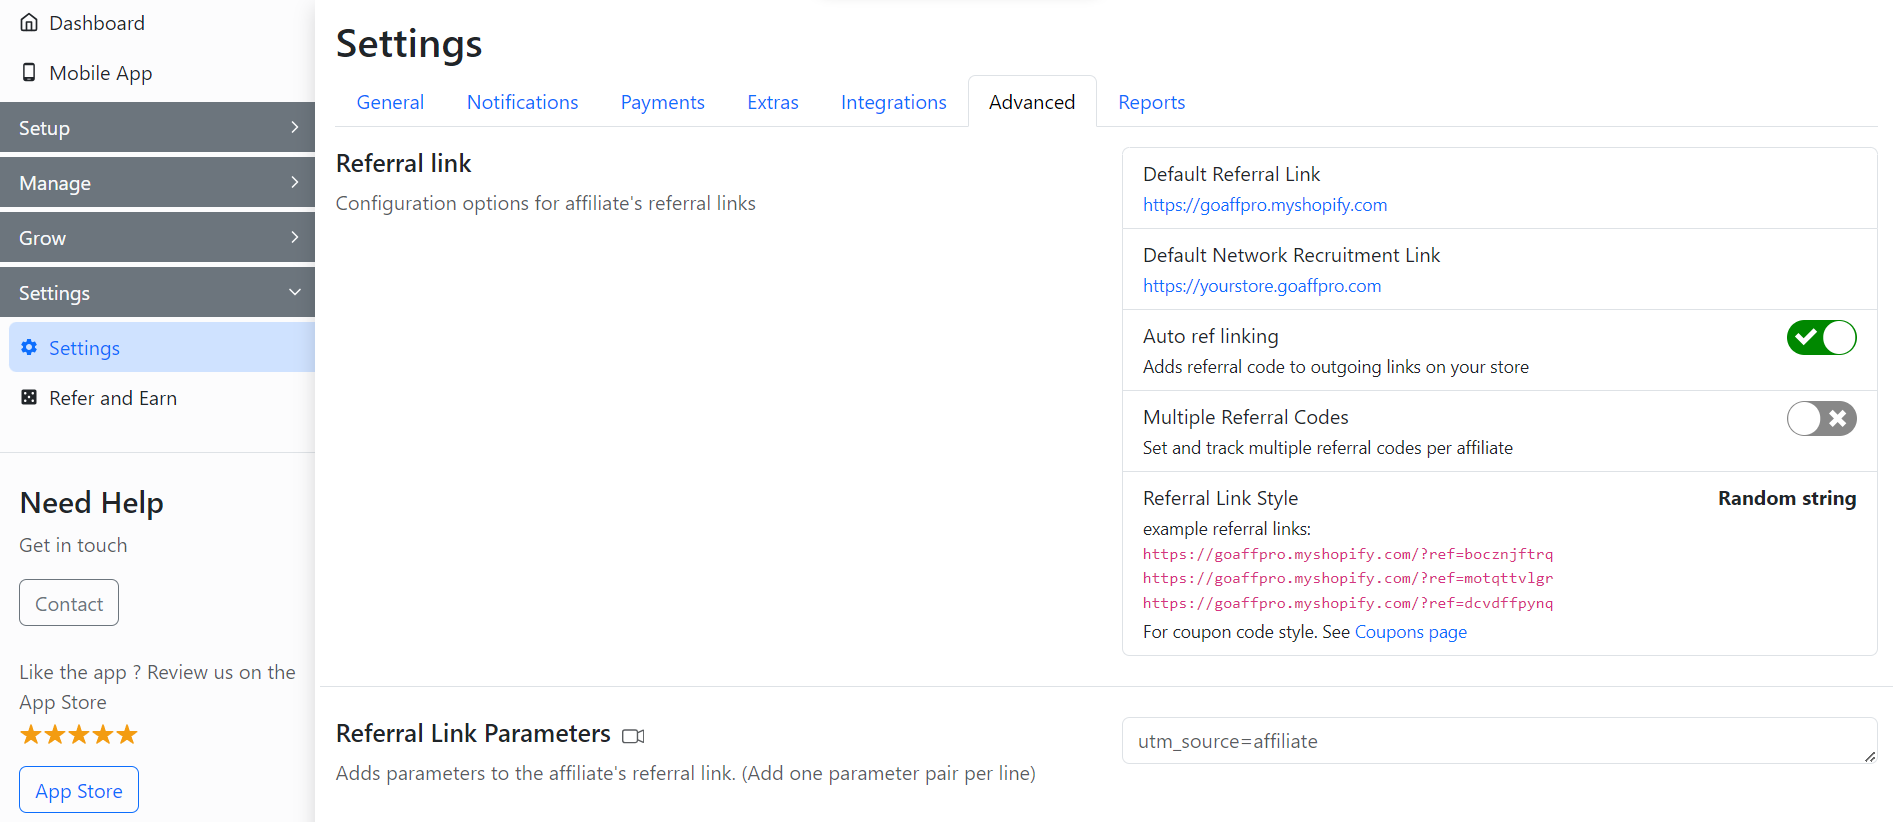 Dashboard
Mobile App
Setup
Manage
Grow
Settings
Settings
Refer and Earn
Need Help
Get in touch
Contact
Like the app ? Review us on the
App Store
App Store
Settings
General Notifications Payments Extras Integrations Advanced Reports
Referral link
Configuration options for affiliate's referral links
Default Referral Link
https://goaffpro.myshopify.com
Default Network Recruitment Link
https://yourstore.goaffpro.com
Auto ref linking
Adds referral code to outgoing links on your store
Multiple Referral Codes
Set and track multiple referral codes per affiliate
Referral Link Style Random string
example referral links:
https://goaffpro.myshopify.com/?ref=bocznjftrq
https://goaffpro.myshopify.com/?ref=motqttvlgr
https://goaffpro.myshopify.com/?ref=dcvdffpynq
For coupon code style. See Coupons page
Referral Link Parameters
Adds parameters to the affiliate's referral link. (Add one parameter pair per line)
utm_source=affiliate